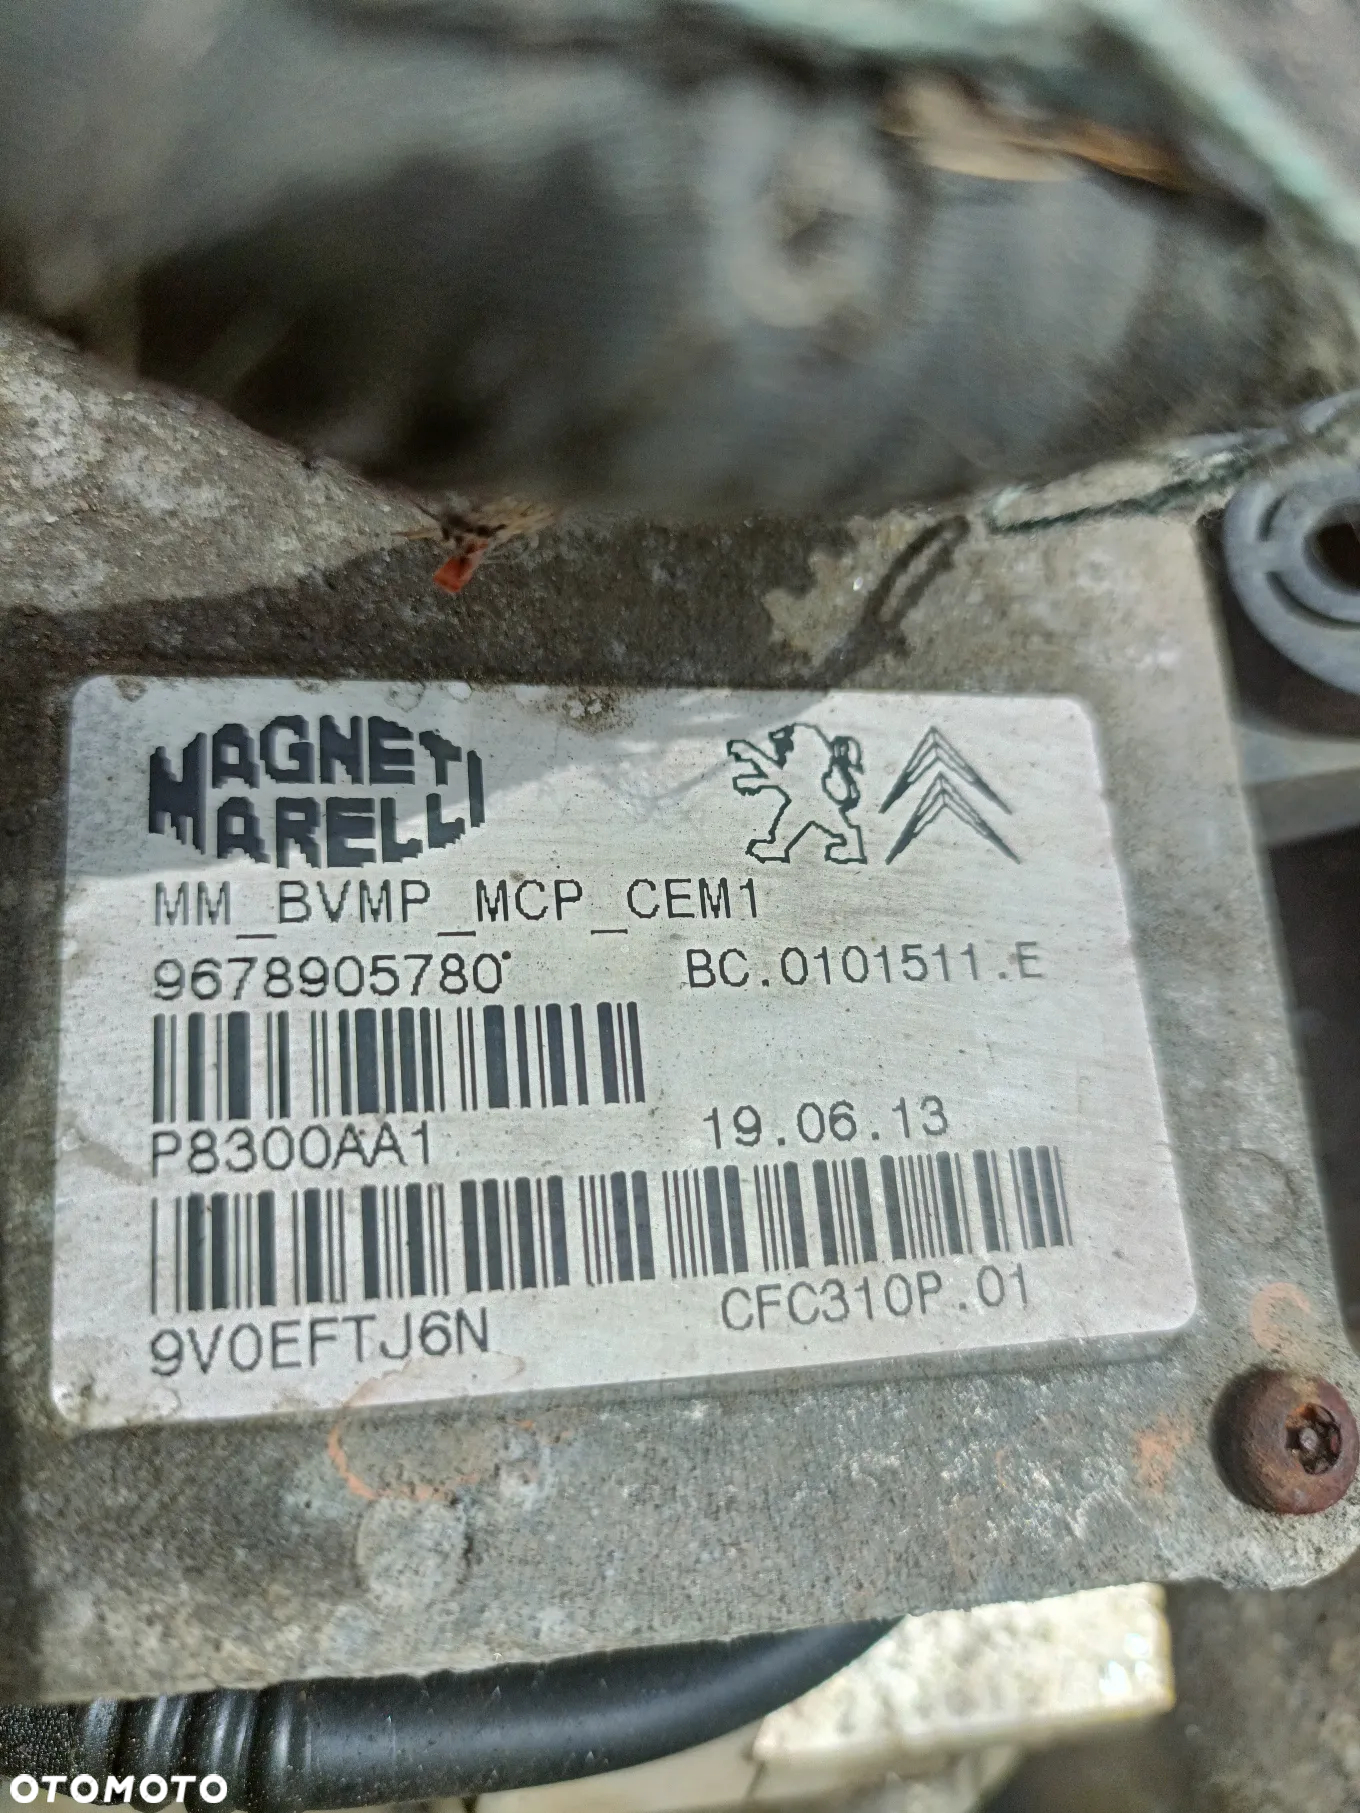 MAGNETI
MARELLI
MM_BVMP_MCP_CEM1
9678905780
BC.0101511.E
P8300AA1
19.06.13
9V0EFTJ6N
CFC310P.01
OTOMOTO